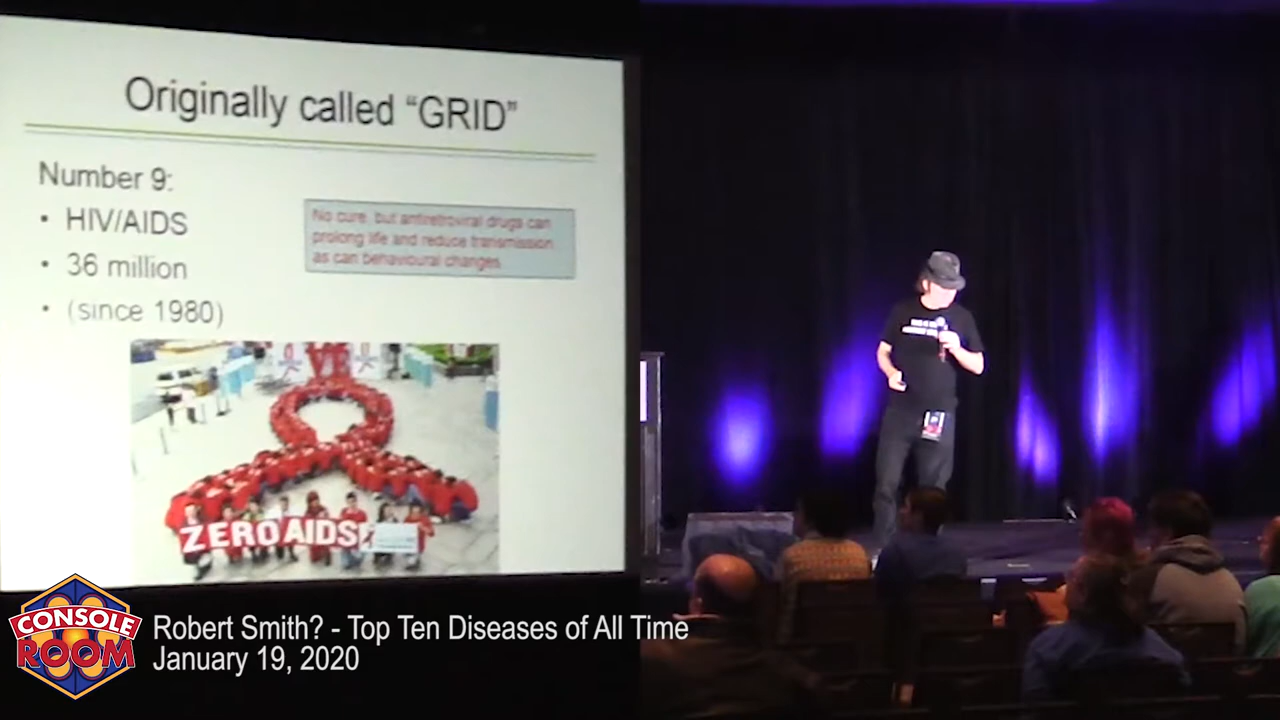 Originally called “GRID”
Number 9:
• HIV/AIDS
• 36 million
• (since 1980)
No cure, but antiretroviral drugs can
prolong life and reduce transmission
as can behavioural changes
ZERO AIDS
CONSOLE
ROOM
Robert Smith? - Top Ten Diseases of All Time
January 19, 2020